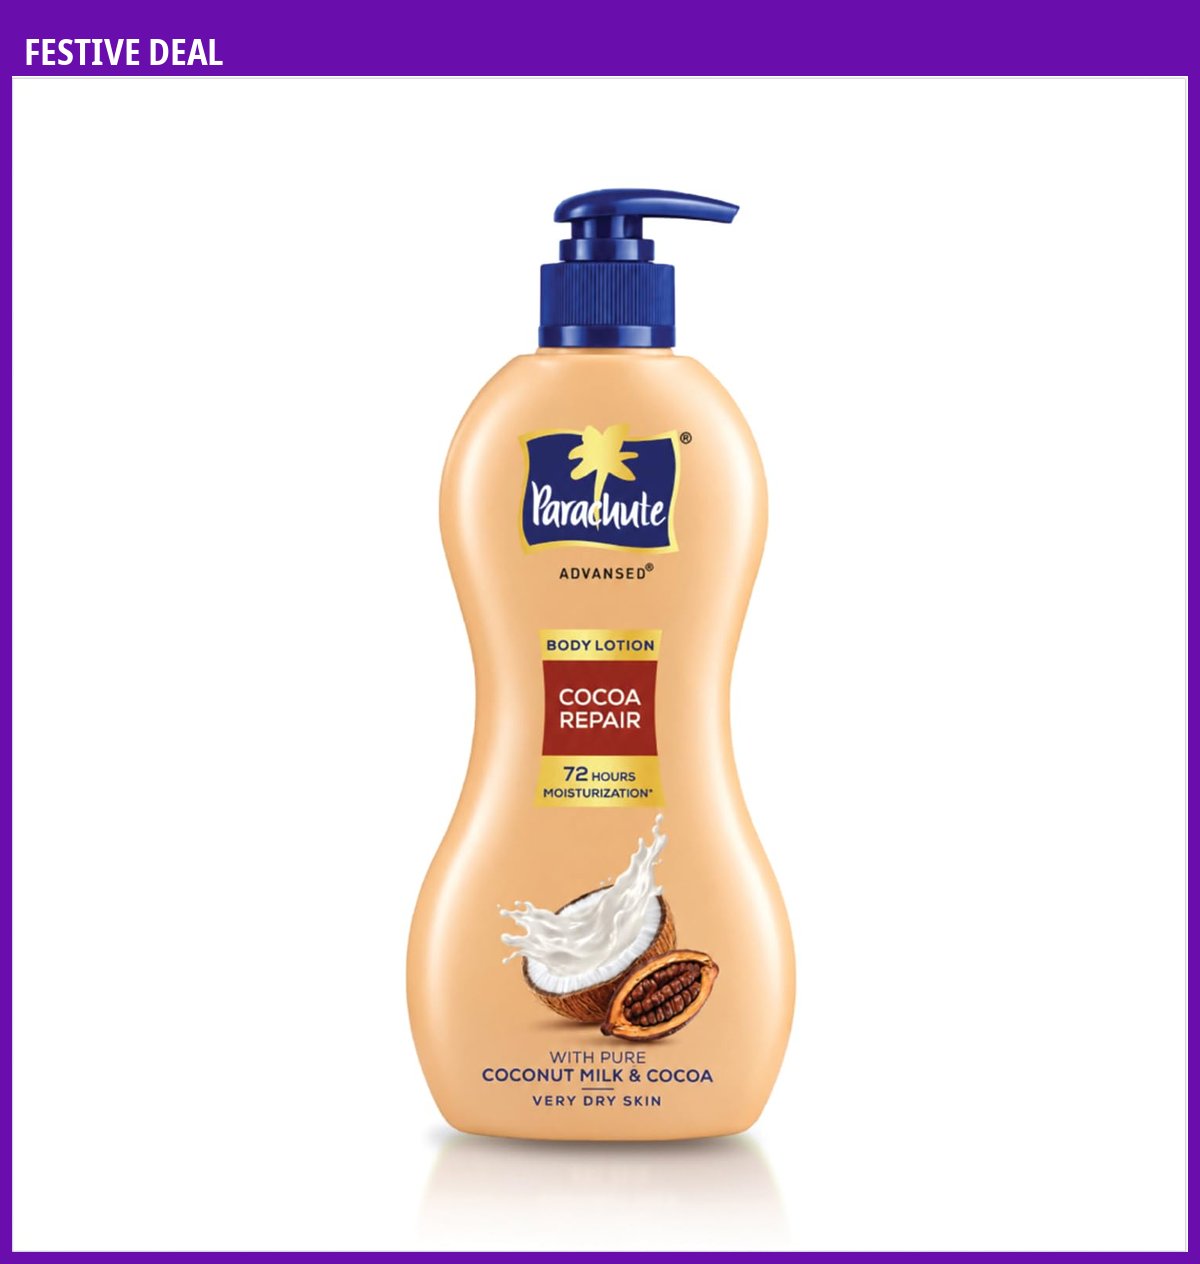 FESTIVE DEAL
Parachute®
ADVANSED®
BODY LOTION
COCOA
REPAIR
72 HOURS
MOISTURIZATION*
WITH PURE
COCONUT MILK & COCOA
VERY DRY SKIN